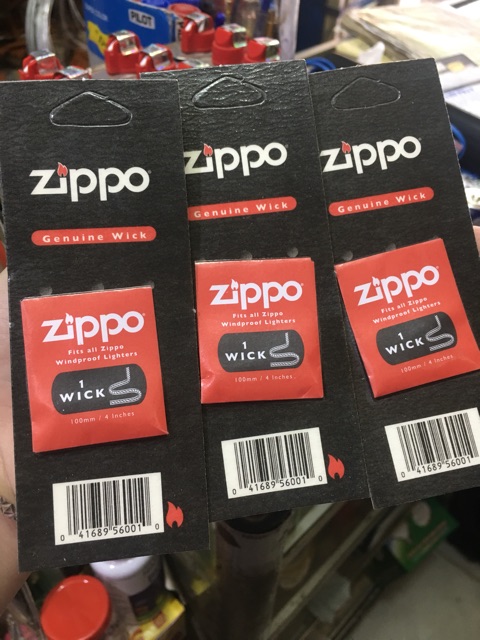 PILOT
zippo
Genuine Wick
zippo
Fits all Zippo
Windproof Lighters
1
WICK
100mm / 4 Inches
0 41689 56001 0
zippo
Genuine Wick
zippo
Fits all Zippo
Windproof Lighters
1
WICK
100mm / 4 Inches
0 41689 56001 0
zippo
Genuine Wick
zippo
Fits all Zippo
Windproof Lighters
1
WICK
100mm / 4 Inches
0 41689 56001 0